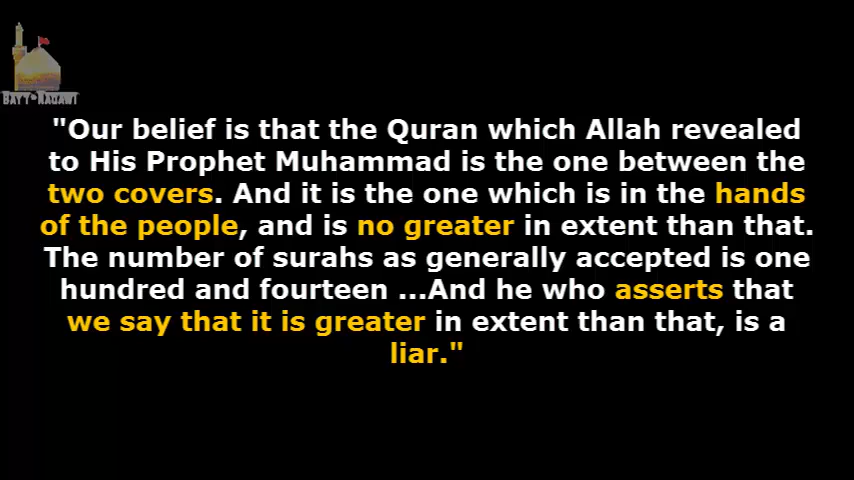 BAYT-NAQAWI
"Our belief is that the Quran which Allah revealed
to His Prophet Muhammad is the one between the
two covers. And it is the one which is in the hands
of the people, and is no greater in extent than that.
The number of surahs as generally accepted is one
hundred and fourteen ...And he who asserts that
we say that it is greater in extent than that, is a
liar."